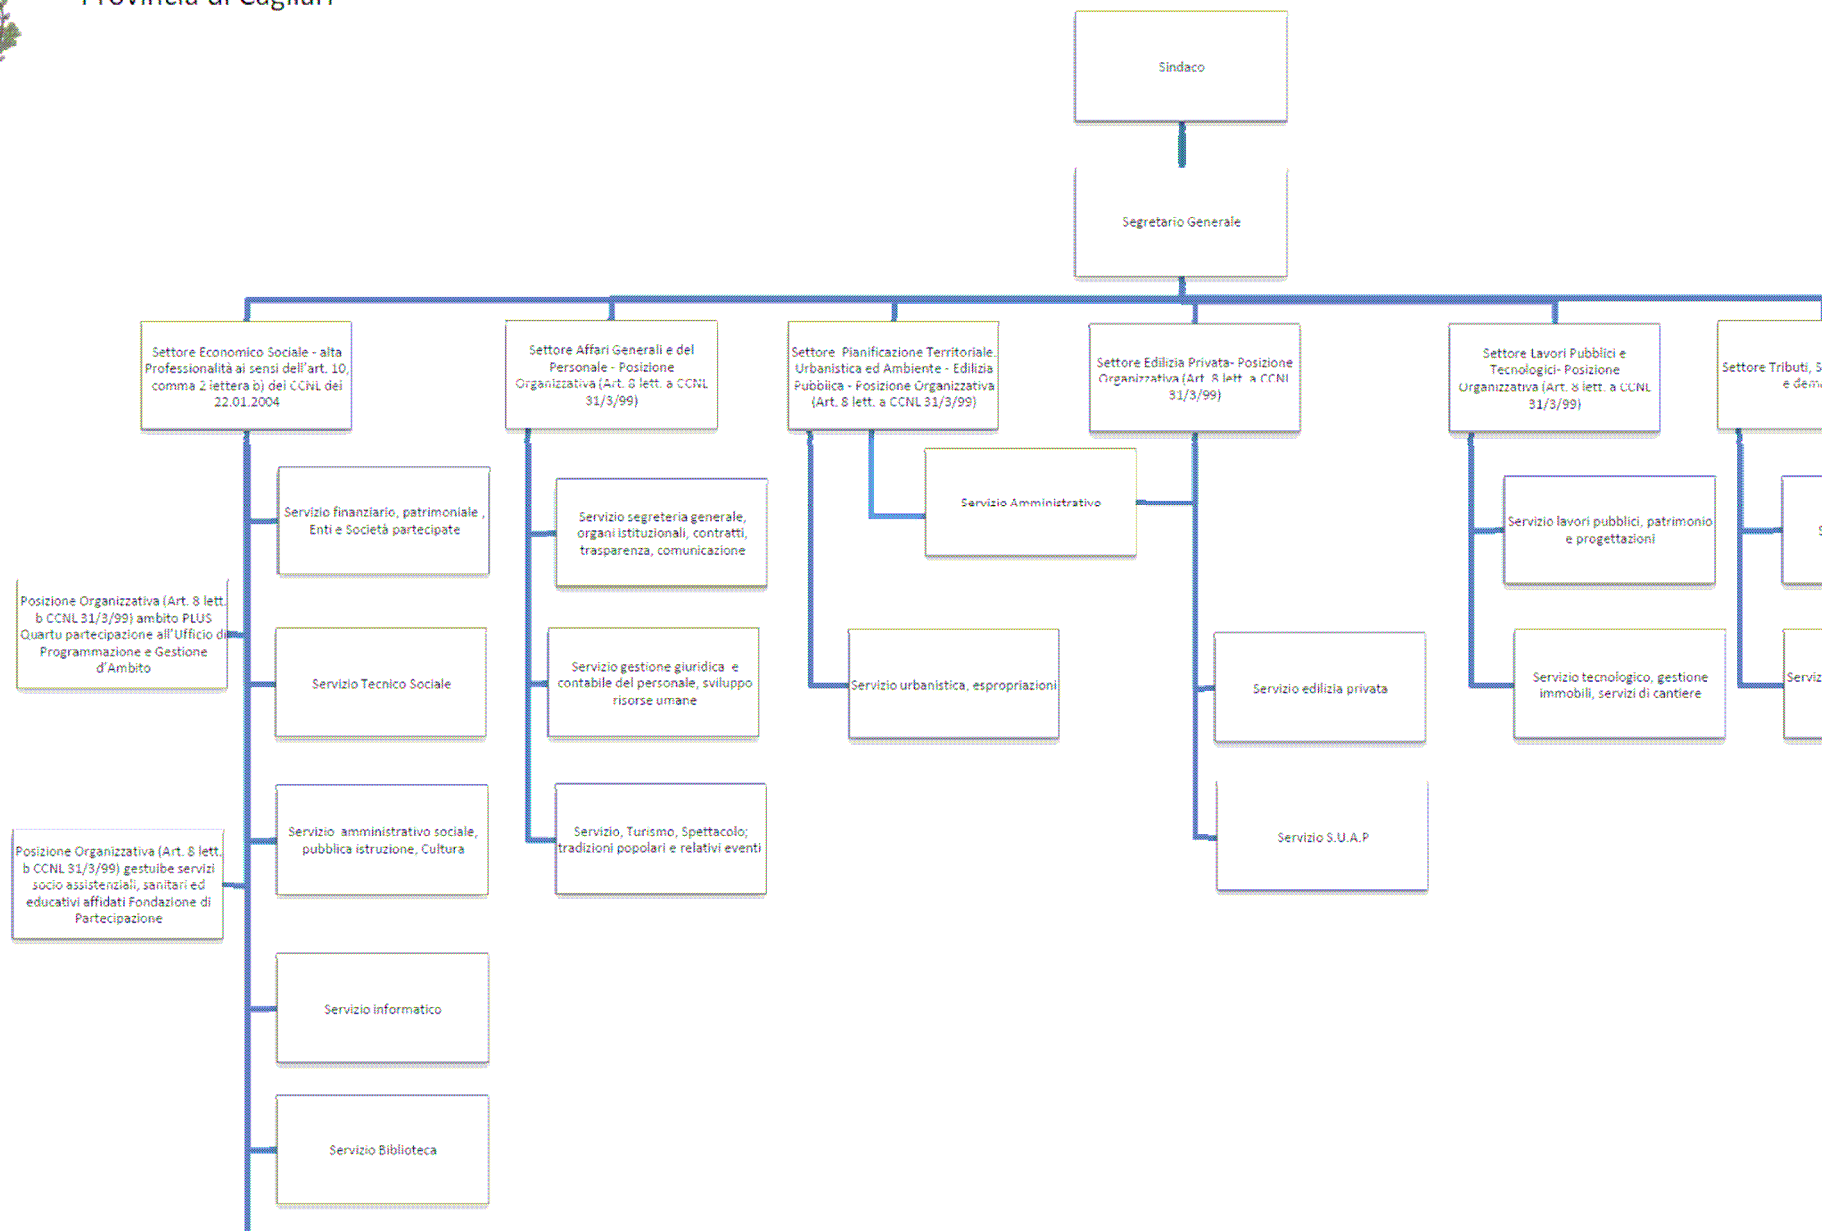 Provincia di Cagliari
Sindaco
Segretario Generale
Settore Economico Sociale - alta
Professionalità ai sensi dell'art. 10,
comma 2 lettera b) del CCNL del
22.01.2004
Settore Affari Generali e del
Personale - Posizione
Organizzativa (Art. 8 lett. a CCNL
31/3/99)
Settore Pianificazione Territoriale,
Urbanistica ed Ambiente - Edilizia
Pubblica - Posizione Organizzativa
(Art. 8 lett. a CCNL 31/3/99)
Settore Edilizia Privata- Posizione
Organizzativa (Art. 8 lett. a CCNL
31/3/99)
Settore Lavori Pubblici e
Tecnologici- Posizione
Organizzativa (Art. 8 lett. a CCNL
31/3/99)
Settore Tributi, S
e dem
Servizio finanziario, patrimoniale ,
Enti e Società partecipate
Posizione Organizzativa (Art. 8 lett.
b CCNL 31/3/99) ambito PLUS
Quartu partecipazione all'Ufficio di
Programmazione e Gestione
d'Ambito
Servizio Tecnico Sociale
Servizio amministrativo sociale,
pubblica istruzione, Cultura
Posizione Organizzativa (Art. 8 lett.
b CCNL 31/3/99) gestuibe servizi
socio assistenziali, sanitari ed
educativi affidati Fondazione di
Partecipazione
Servizio informatico
Servizio Biblioteca
Servizio segreteria generale,
organi istituzionali, contratti,
trasparenza, comunicazione
Servizio gestione giuridica e
contabile del personale, sviluppo
risorse umane
Servizio, Turismo, Spettacolo;
tradizioni popolari e relativi eventi
Servizio Amministrativo
Servizio urbanistica, espropriazioni
Servizio edilizia privata
Servizio S.U.A.P
Servizio lavori pubblici, patrimonio
e progettazioni
Servizio tecnologico, gestione
immobili, servizi di cantiere
S
Serviz